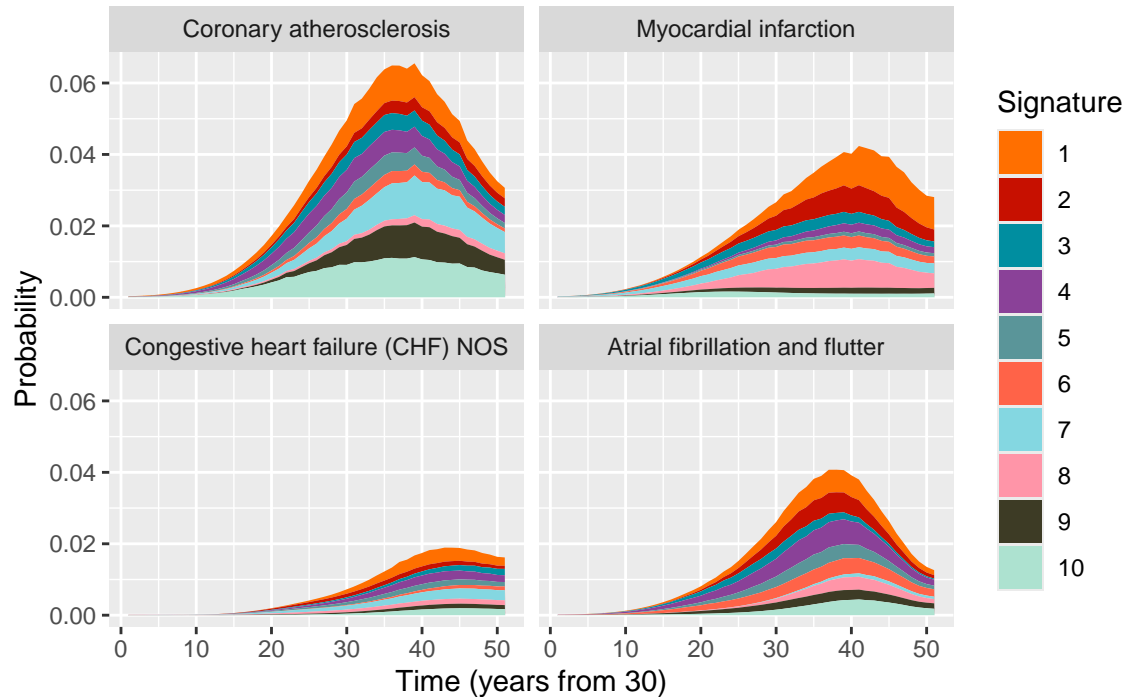 Coronary atherosclerosis
Myocardial infarction
0.06
0.04
0.02
0.00
Congestive heart failure (CHF) NOS
Atrial fibrillation and flutter
0.06
0.04
0.02
0.00
0 10 20 30 40 50
0 10 20 30 40 50
Time (years from 30)
Probability
Signature
1
2
3
4
5
6
7
8
9
10